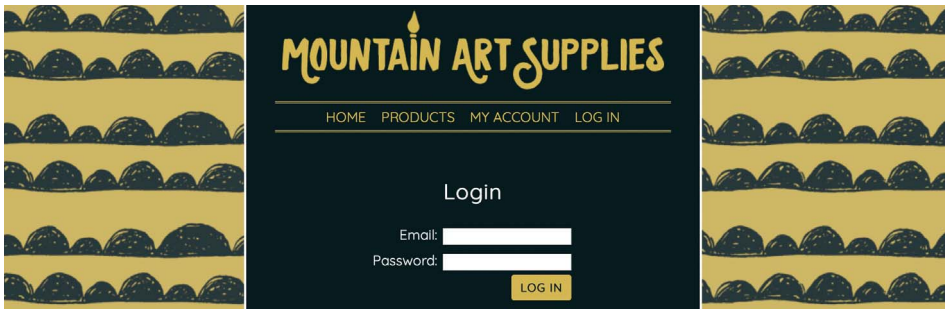 MOUNTAIN ART SUPPLIES
HOME PRODUCTS MY ACCOUNT LOG IN
Login
Email:
Password:
LOG IN